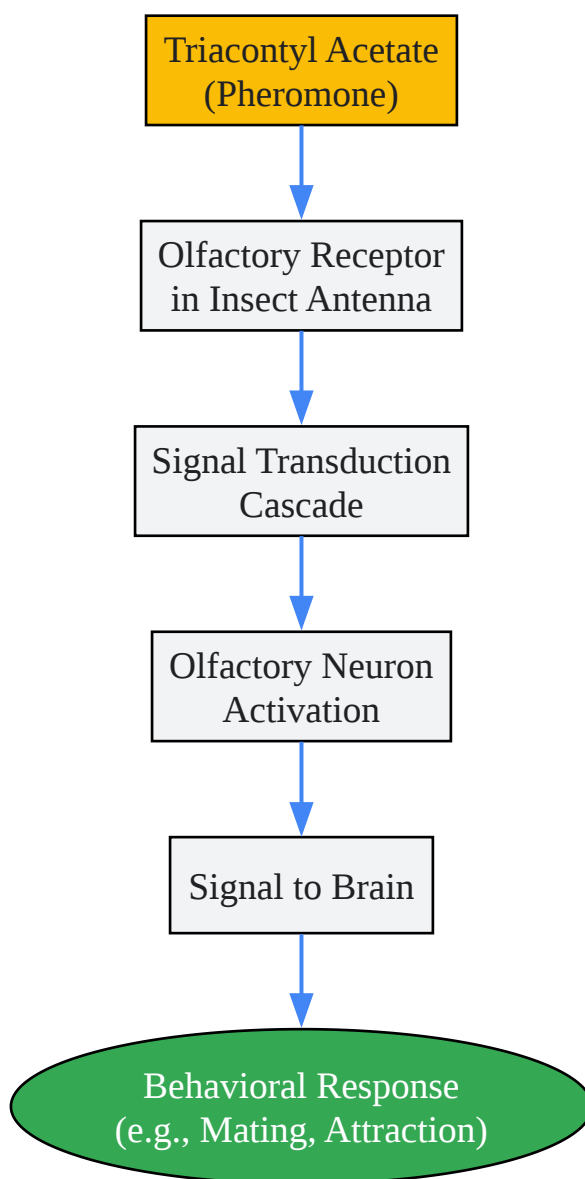 Triacontyl Acetate
(Pheromone)
Olfactory Receptor
in Insect Antenna
Signal Transduction
Cascade
Olfactory Neuron
Activation
Signal to Brain
Behavioral Response
(e.g., Mating, Attraction)